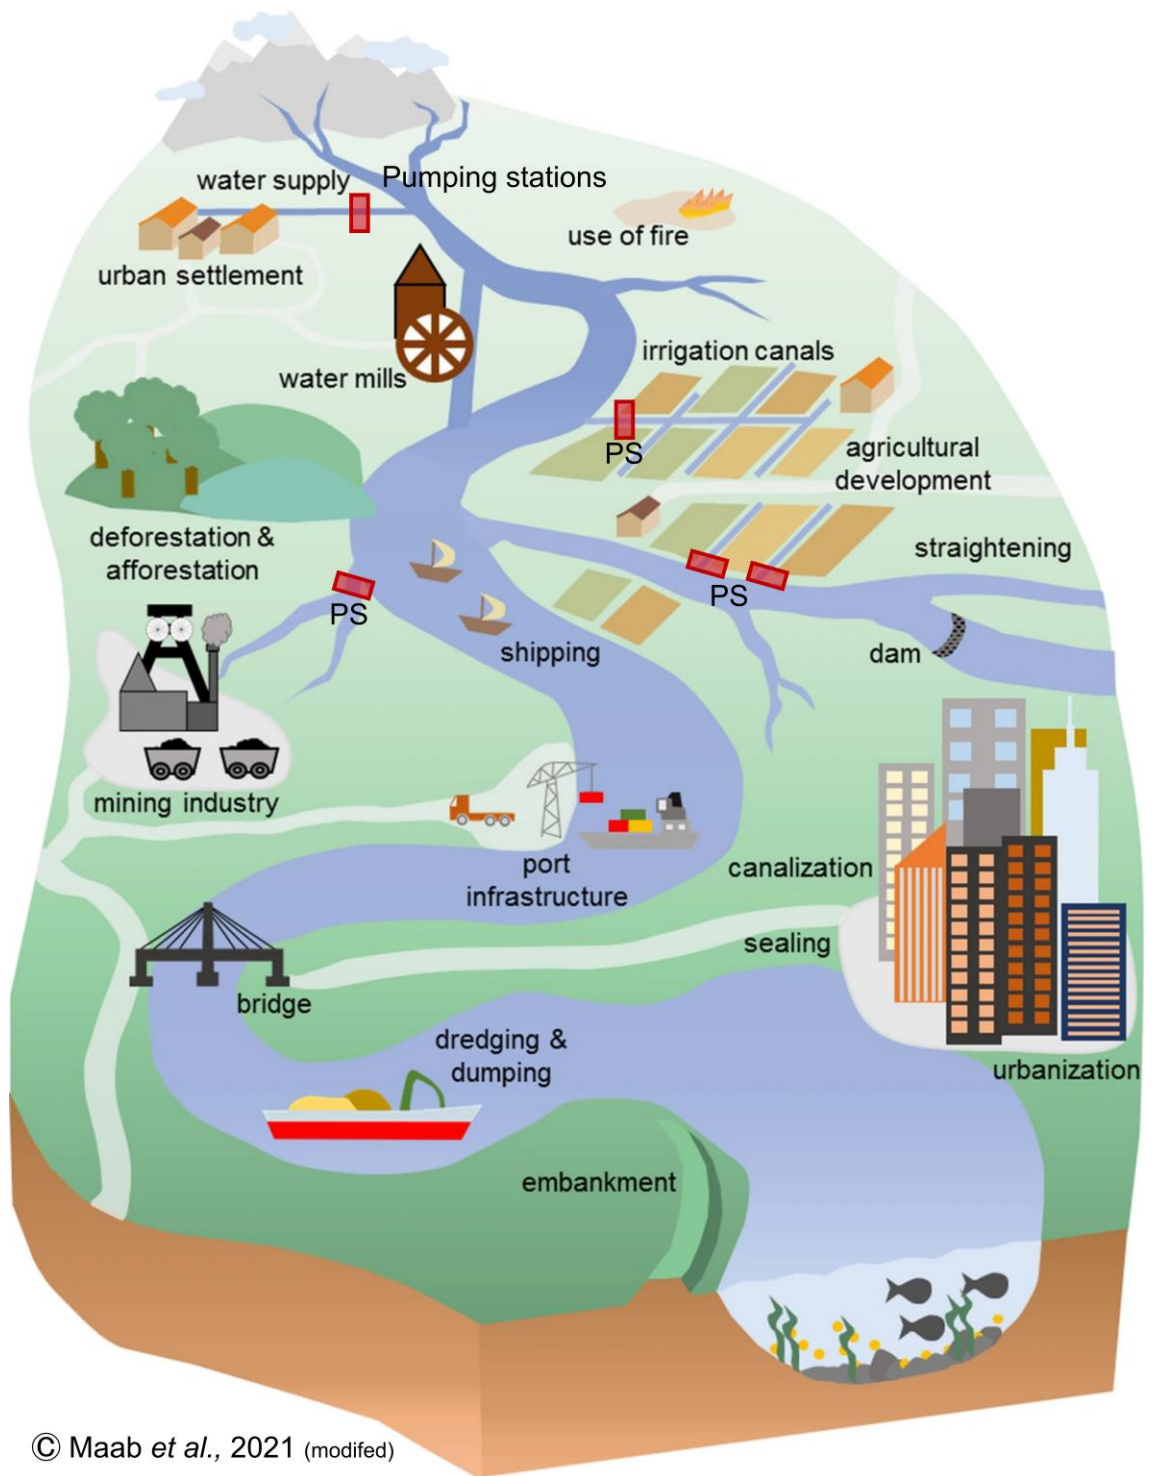 water supply
Pumping stations
use of fire
urban settlement
irrigation canals
water mills
PS
agricultural
development
deforestation &
afforestation
straightening
PS
PS
shipping
dam
mining industry
port
infrastructure
canalization
sealing
bridge
dredging &
dumping
urbanization
embankment
© Maab et al., 2021 (modifed)